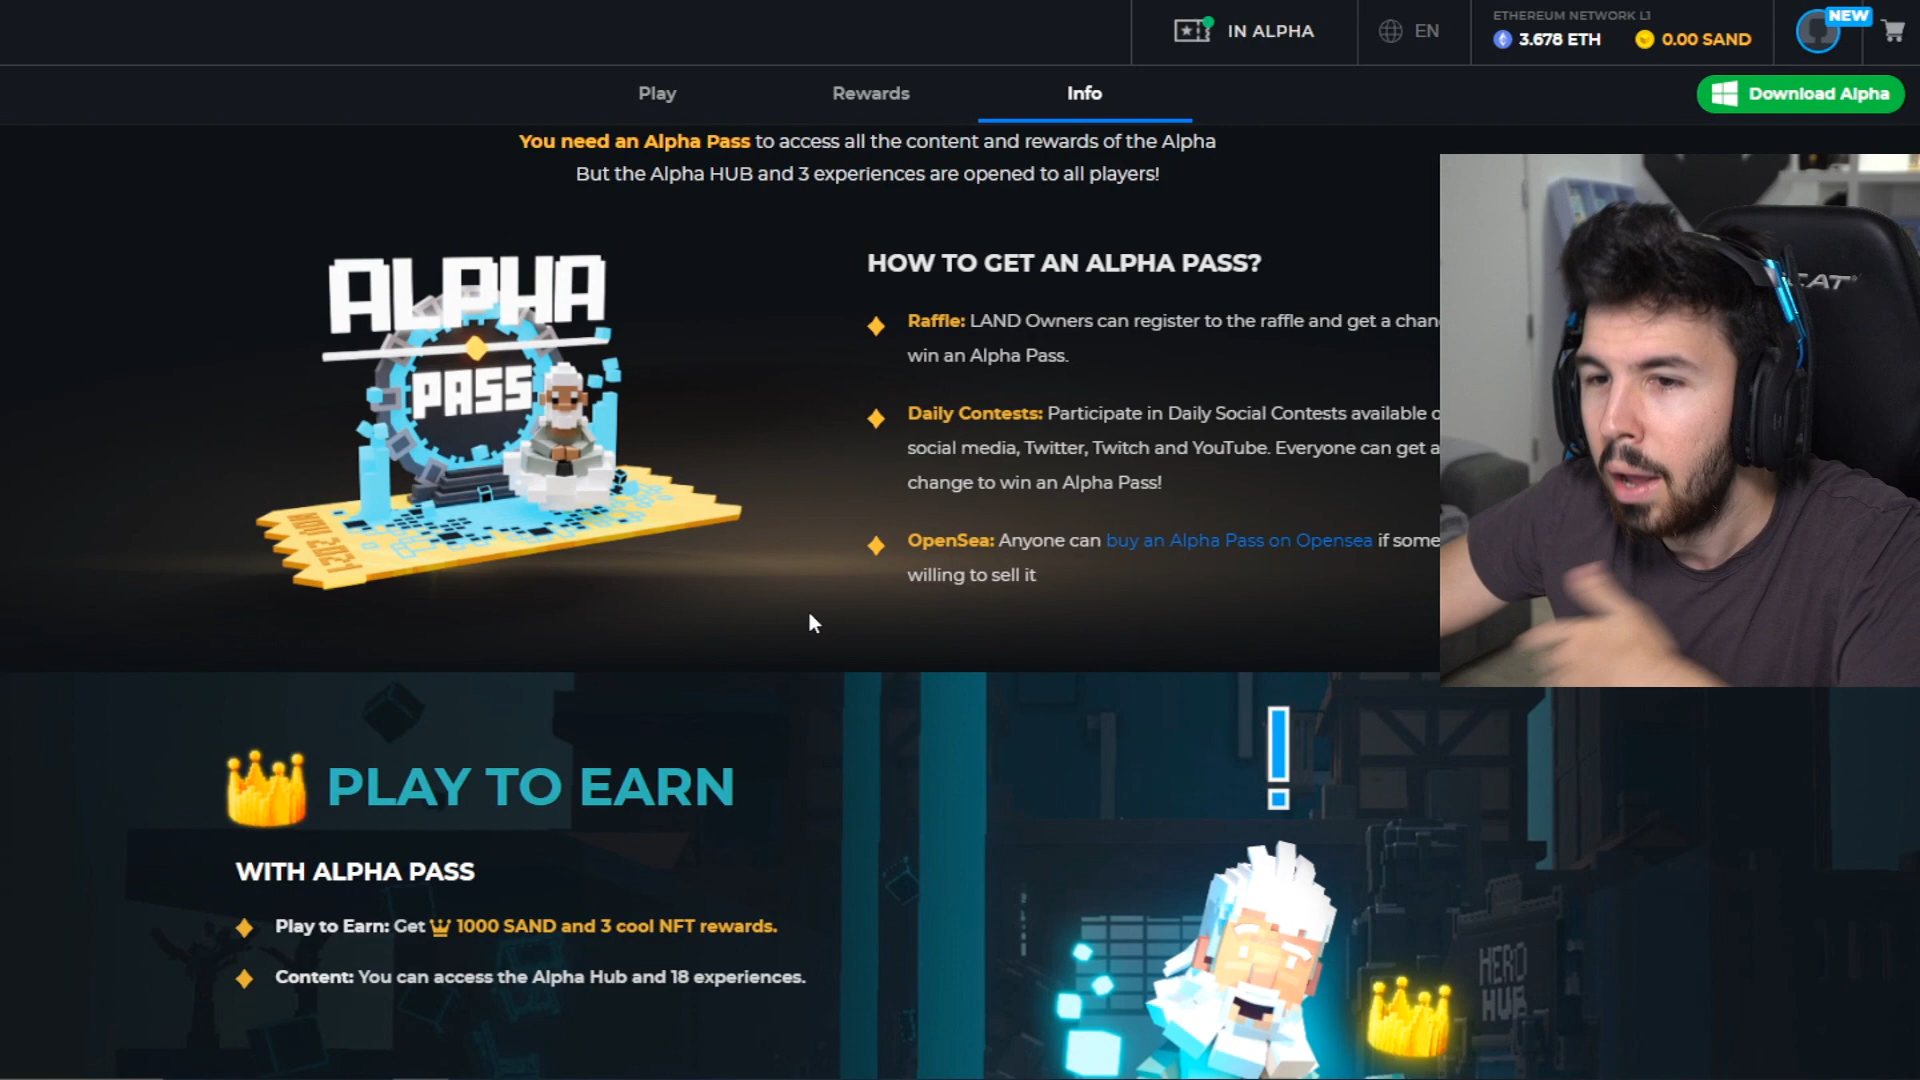 IN ALPHA
EN
ETHEREUM NETWORK L1
3.678 ETH
0.00 SAND
NEW
Play
Rewards
Info
Download Alpha
You need an Alpha Pass to access all the content and rewards of the Alpha
But the Alpha HUB and 3 experiences are opened to all players!
ALPHA
PASS
NOV 2021
HOW TO GET AN ALPHA PASS?
Raffle: LAND Owners can register to the raffle and get a chan
win an Alpha Pass.
Daily Contests: Participate in Daily Social Contests available o
social media, Twitter, Twitch and YouTube. Everyone can get a
change to win an Alpha Pass!
OpenSea: Anyone can buy an Alpha Pass on Opensea if some
willing to sell it
CAT
PLAY TO EARN
WITH ALPHA PASS
Play to Earn: Get 1000 SAND and 3 cool NFT rewards.
Content: You can access the Alpha Hub and 18 experiences.
!
HERO
HUB